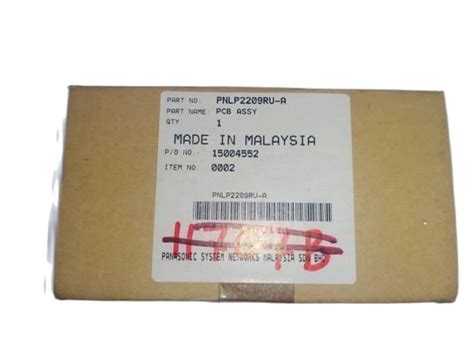 PART NO: PNLP2209RU-A
PART NAME: PCB ASSY
QTY 1
MADE IN MALAYSIA
P/O NO. 15004552
ITEM NO 0002
PNLP2209RU-A
PANASONIC SYSTEM NETWORKS MALAYSIA SDN BHD